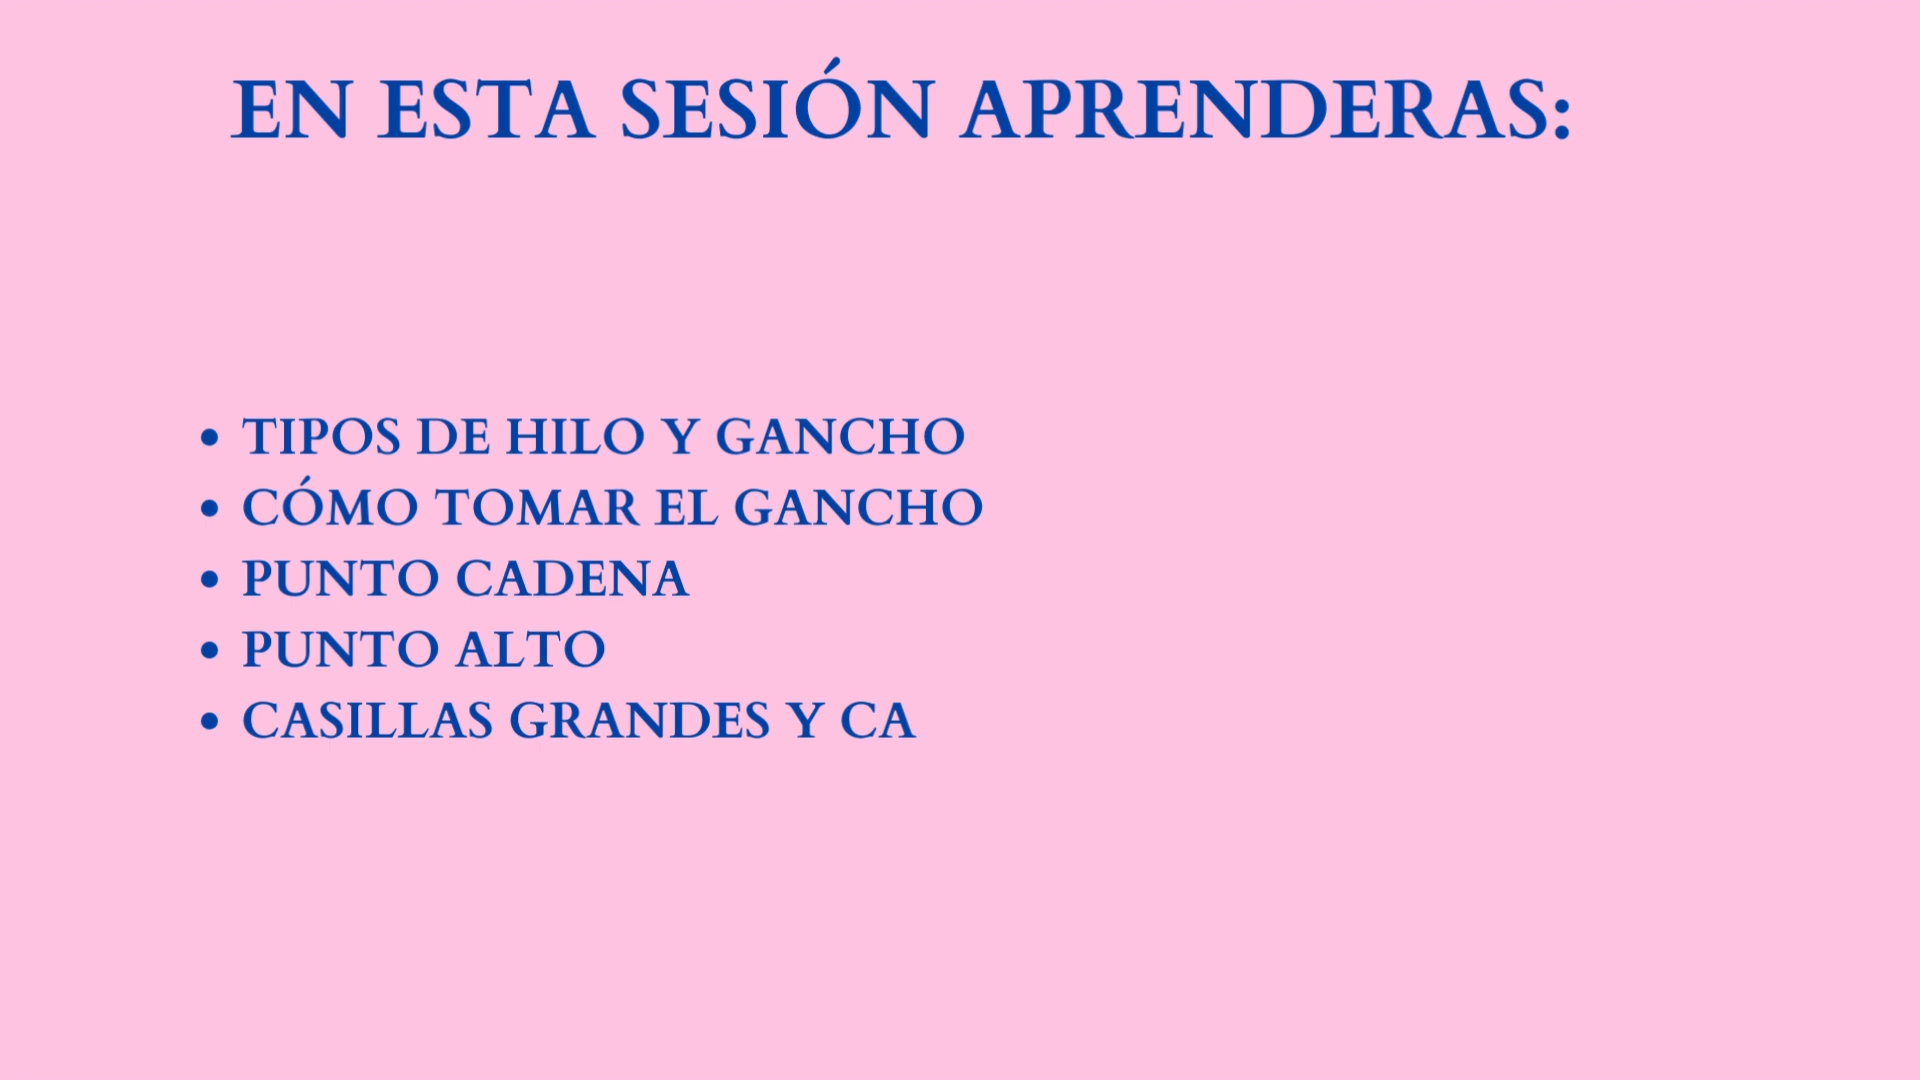 EN ESTA SESIÓN APRENDERAS:
• TIPOS DE HILO Y GANCHO
• CÓMO TOMAR EL GANCHO
• PUNTO CADENA
• PUNTO ALTO
• CASILLAS GRANDES Y CA